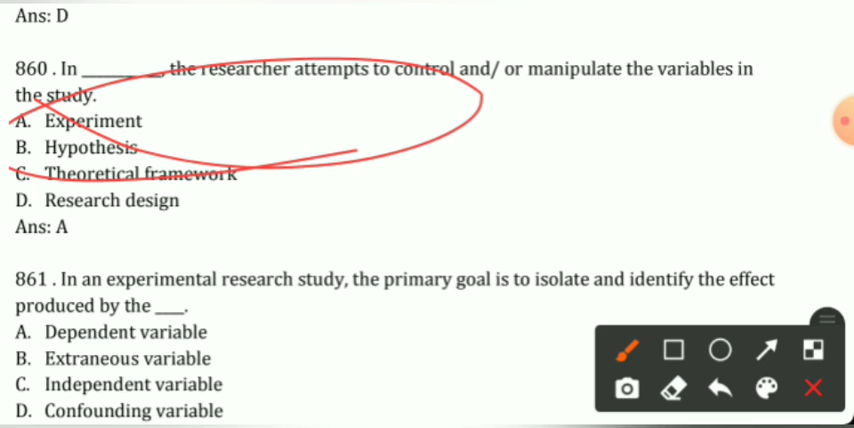 Ans: D
860 . In ________, the researcher attempts to control and/ or manipulate the variables in
the study.
A. Experiment
B. Hypothesis
C. Theoretical framework
D. Research design
Ans: A
861 . In an experimental research study, the primary goal is to isolate and identify the effect
produced by the ____.
A. Dependent variable
B. Extraneous variable
C. Independent variable
D. Confounding variable